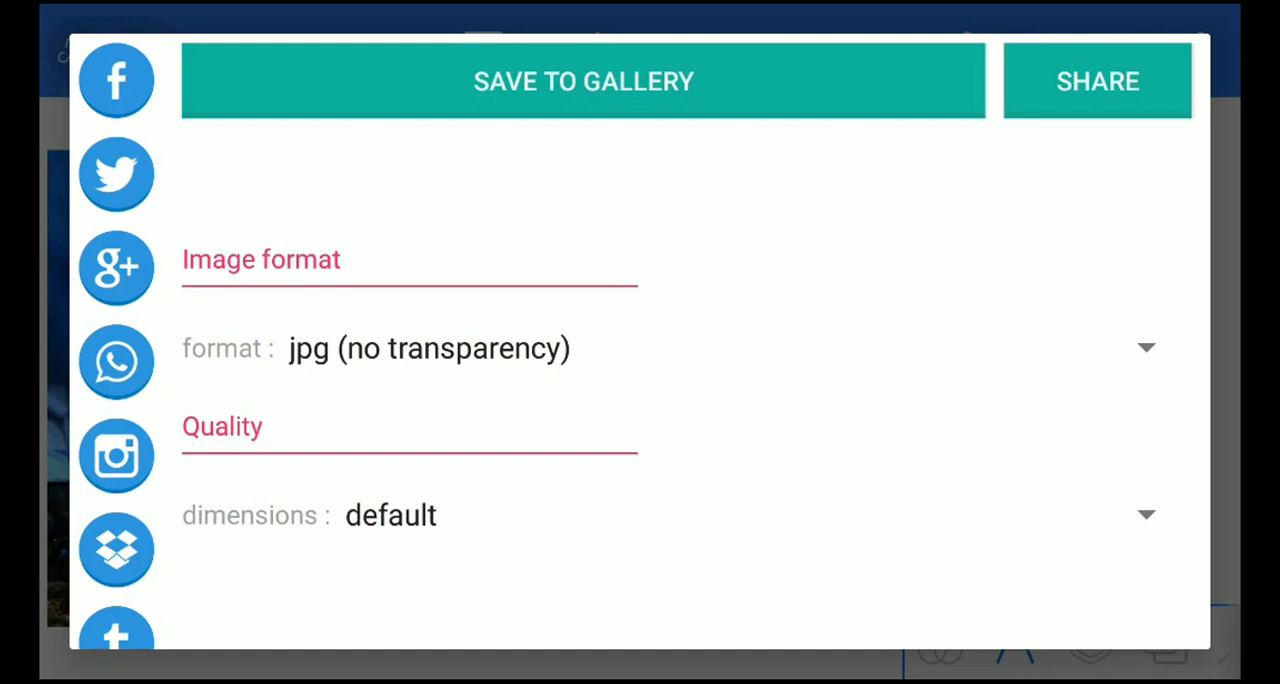 SAVE TO GALLERY
SHARE
Image format
format : jpg (no transparency)
Quality
dimensions : default